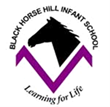 BLACK HORSE HILL INFANT SCHOOL
Learning for Life